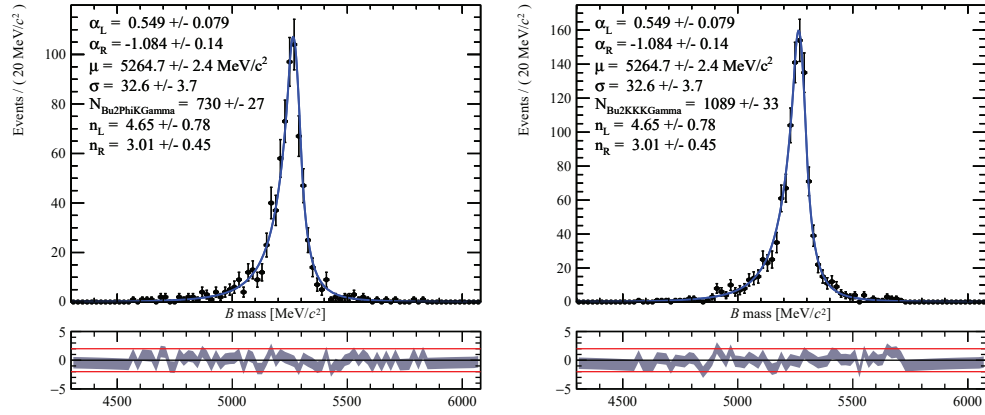 Events / ( 20 MeV/c² )
α_L = 0.549 +/- 0.079
α_R = -1.084 +/- 0.14
μ = 5264.7 +/- 2.4 MeV/c²
σ = 32.6 +/- 3.7
N_Bu2PhiKGamma = 730 +/- 27
n_L = 4.65 +/- 0.78
n_R = 3.01 +/- 0.45
100
80
60
40
20
0
B mass [MeV/c²]
5
0
−5
4500 5000 5500 6000
Events / ( 20 MeV/c² )
α_L = 0.549 +/- 0.079
α_R = -1.084 +/- 0.14
μ = 5264.7 +/- 2.4 MeV/c²
σ = 32.6 +/- 3.7
N_Bu2KKKGamma = 1089 +/- 33
n_L = 4.65 +/- 0.78
n_R = 3.01 +/- 0.45
160
140
120
100
80
60
40
20
0
B mass [MeV/c²]
5
0
−5
4500 5000 5500 6000